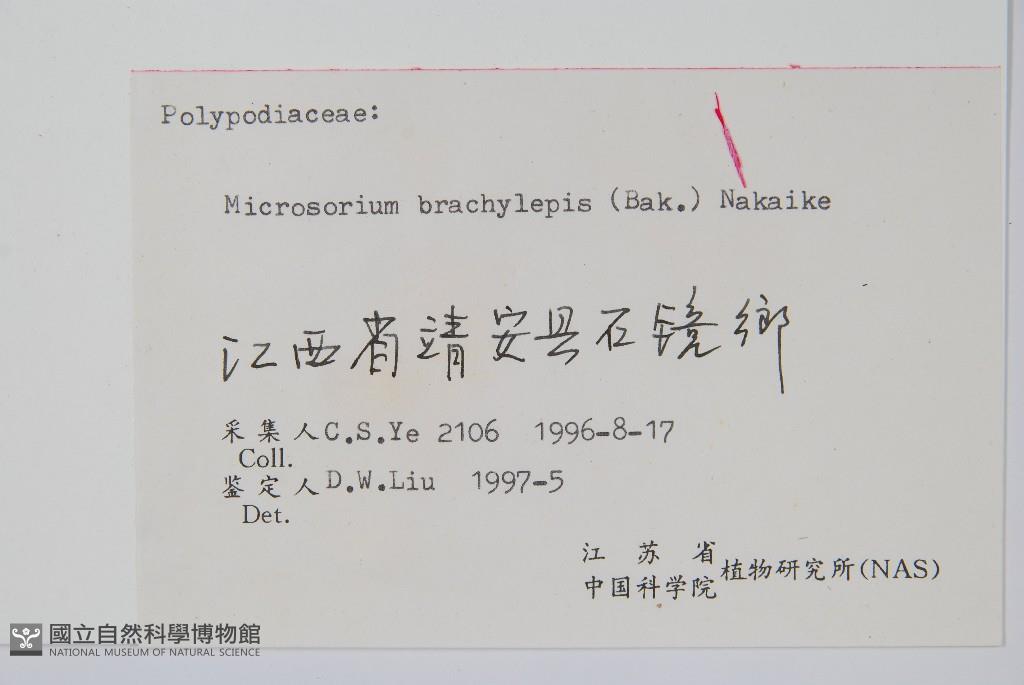 Polypodiaceae:
Microsorium brachylepis (Bak.) Nakaike
江西省靖安县石镜鄉
采集人 C.S.Ye 2106 1996-8-17
Coll.
鉴定人 D.W.Liu 1997-5
Det.
江苏省
中国科学院 植物研究所(NAS)
國立自然科學博物館
NATIONAL MUSEUM OF NATURAL SCIENCE